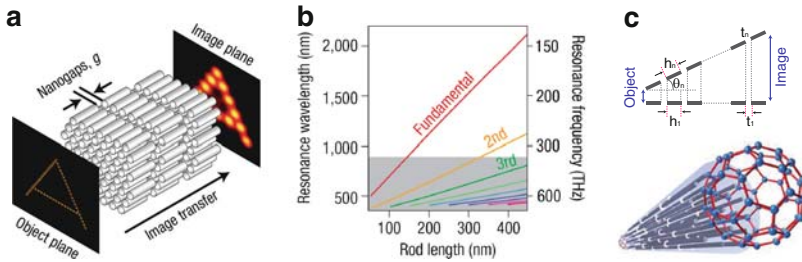 a
Nanogaps, g
Image plane
Object plane
Image transfer
b
Resonance wavelength (nm)
2,000
1,500
1,000
500
Fundamental
2nd
3rd
150
200
300
600
Resonance frequency (THz)
100
200
300
400
Rod length (nm)
c
tₙ
hₙ
θₙ
Object
Image
h₁
t₁